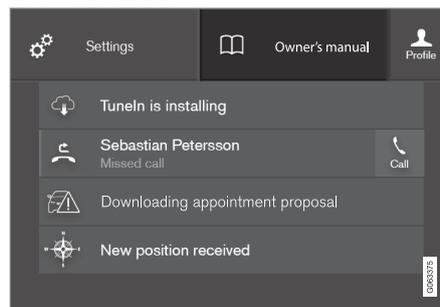 Settings
Owner's manual
Profile
TuneIn is installing
Sebastian Petersson
Missed call
Call
Downloading appointment proposal
New position received
G063375